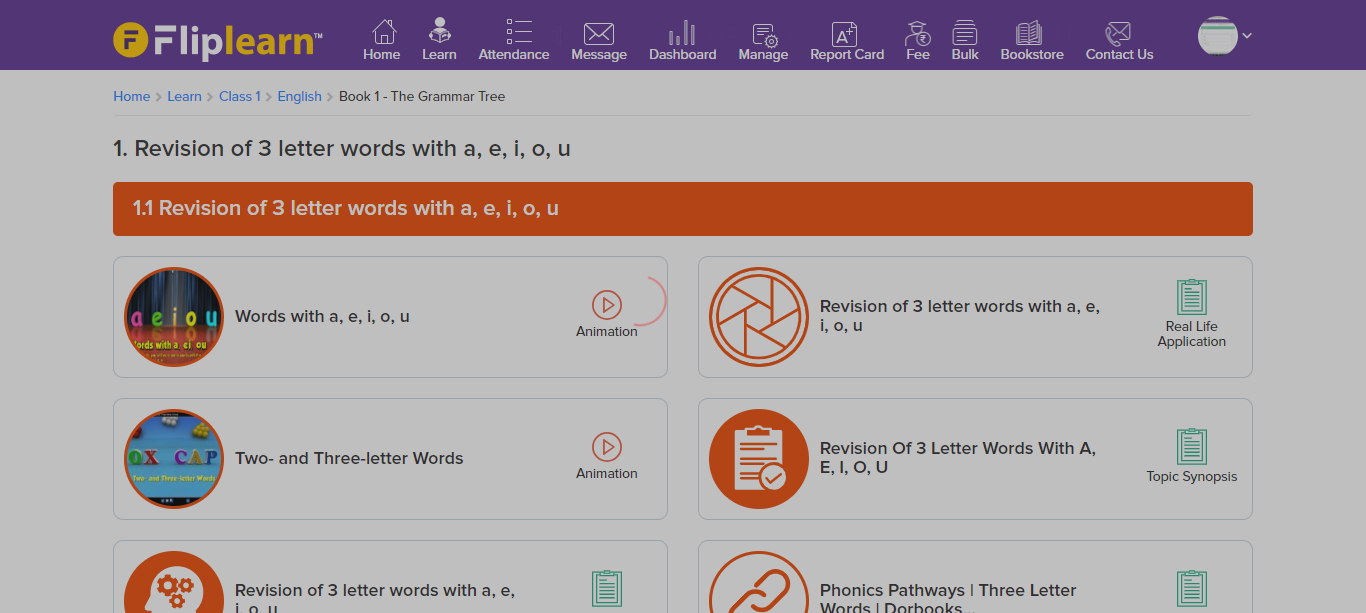 Fliplearn™
Home Learn Attendance Message Dashboard Manage Report Card Fee Bulk Bookstore Contact Us
Home > Learn > Class 1 > English > Book 1 - The Grammar Tree
1. Revision of 3 letter words with a, e, i, o, u
1.1 Revision of 3 letter words with a, e, i, o, u
a e i o u
Words with a, e, i, o, u
Animation
Revision of 3 letter words with a, e,
i, o, u
Real Life
Application
OX CAP
Two- and Three-letter Words
Two- and Three-letter Words
Animation
Revision Of 3 Letter Words With A,
E, I, O, U
Topic Synopsis
Revision of 3 letter words with a, e,
i, o, u
Phonics Pathways | Three Letter
Words | Dorbooks...